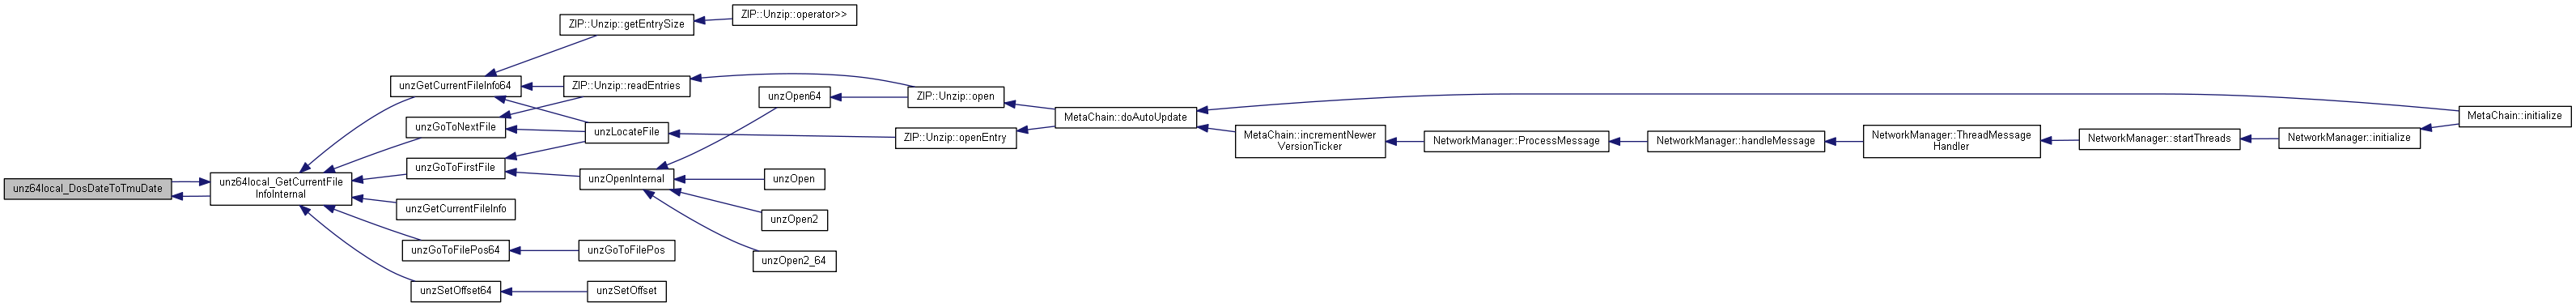 unz64local_DosDateToTmuDate
unz64local_GetCurrentFile
InfoInternal
unzGetCurrentFileInfo64
unzGoToNextFile
unzGoToFirstFile
unzGetCurrentFileInfo
unzGoToFilePos64
unzSetOffset64
ZIP::Unzip::getEntrySize
ZIP::Unzip::readEntries
unzLocateFile
unzOpenInternal
unzGoToFilePos
unzSetOffset
ZIP::Unzip::operator>>
unzOpen64
unzOpen
unzOpen2
unzOpen2_64
ZIP::Unzip::open
ZIP::Unzip::openEntry
MetaChain::doAutoUpdate
MetaChain::incrementNewer
VersionTicker
NetworkManager::ProcessMessage
NetworkManager::handleMessage
NetworkManager::ThreadMessage
Handler
NetworkManager::startThreads
NetworkManager::initialize
MetaChain::initialize